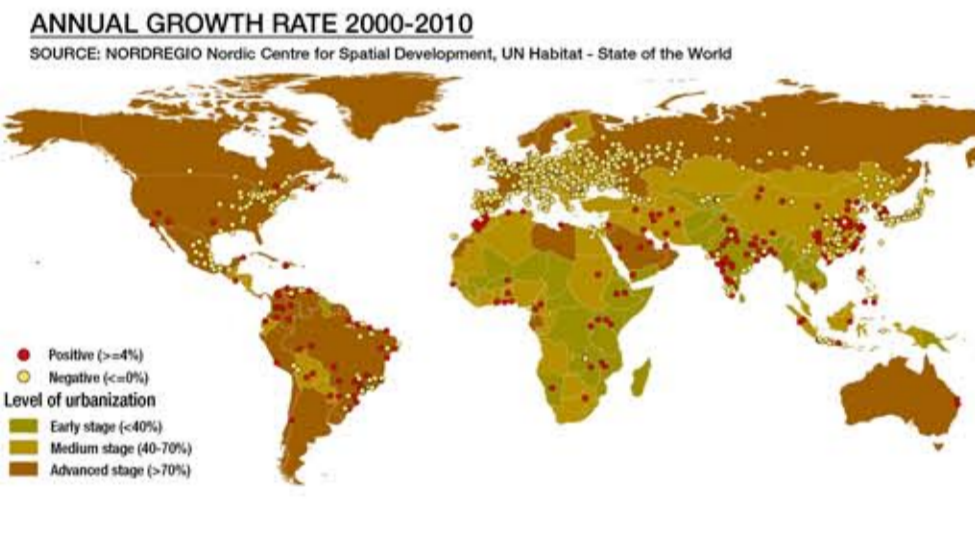 ANNUAL GROWTH RATE 2000-2010
SOURCE: NORDREGIO Nordic Centre for Spatial Development, UN Habitat - State of the World
Positive (>=4%)
Negative (<=0%)
Level of urbanization
Early stage (<40%)
Medium stage (40-70%)
Advanced stage (>70%)